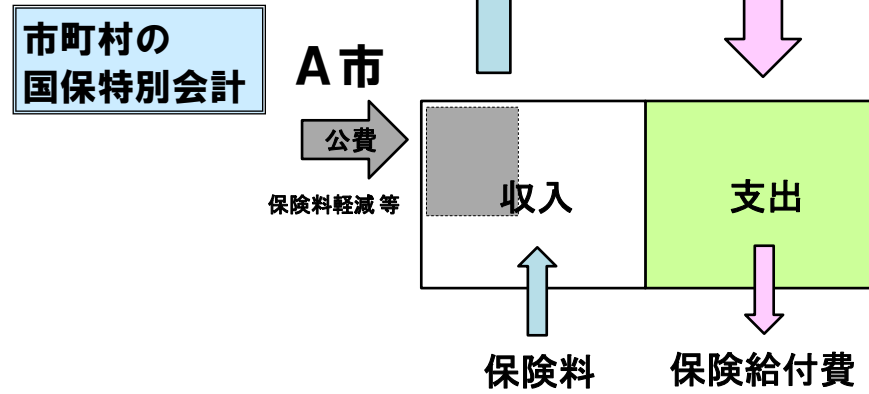 市町村の
国保特別会計
A市
公費
保険料軽減等
収入
支出
保険料
保険給付費